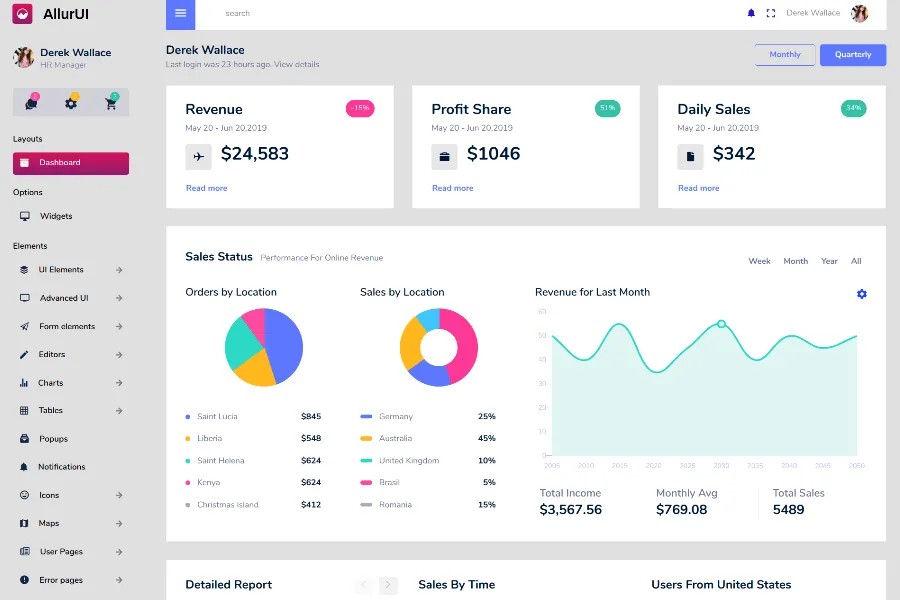 AllurUI
search
Derek Wallace
Derek Wallace
HR Manager
Layouts
Dashboard
Options
Widgets
Elements
UI Elements
Advanced UI
Form elements
Editors
Charts
Tables
Popups
Notifications
Icons
Maps
User Pages
Error pages
Derek Wallace
Last login was 23 hours ago. View details
Monthly
Quarterly
Revenue
-15%
May 20 - Jun 20,2019
$24,583
Read more
Profit Share
51%
May 20 - Jun 20,2019
$1046
Read more
Daily Sales
34%
May 20 - Jun 20,2019
$342
Read more
Sales Status Performance For Online Revenue
Week Month Year All
Orders by Location
Saint Lucia $845
Liberia $548
Saint Helena $624
Kenya $624
Christmas Island $412
Sales by Location
Germany 25%
Australia 45%
United Kingdom 10%
Brasil 5%
Romania 15%
Revenue for Last Month
60
50
40
30
20
10
0
2005 2010 2015 2020 2025 2030 2035 2040 2045 2050
Total Income
$3,567.56
Monthly Avg
$769.08
Total Sales
5489
Detailed Report
Sales By Time
Users From United States